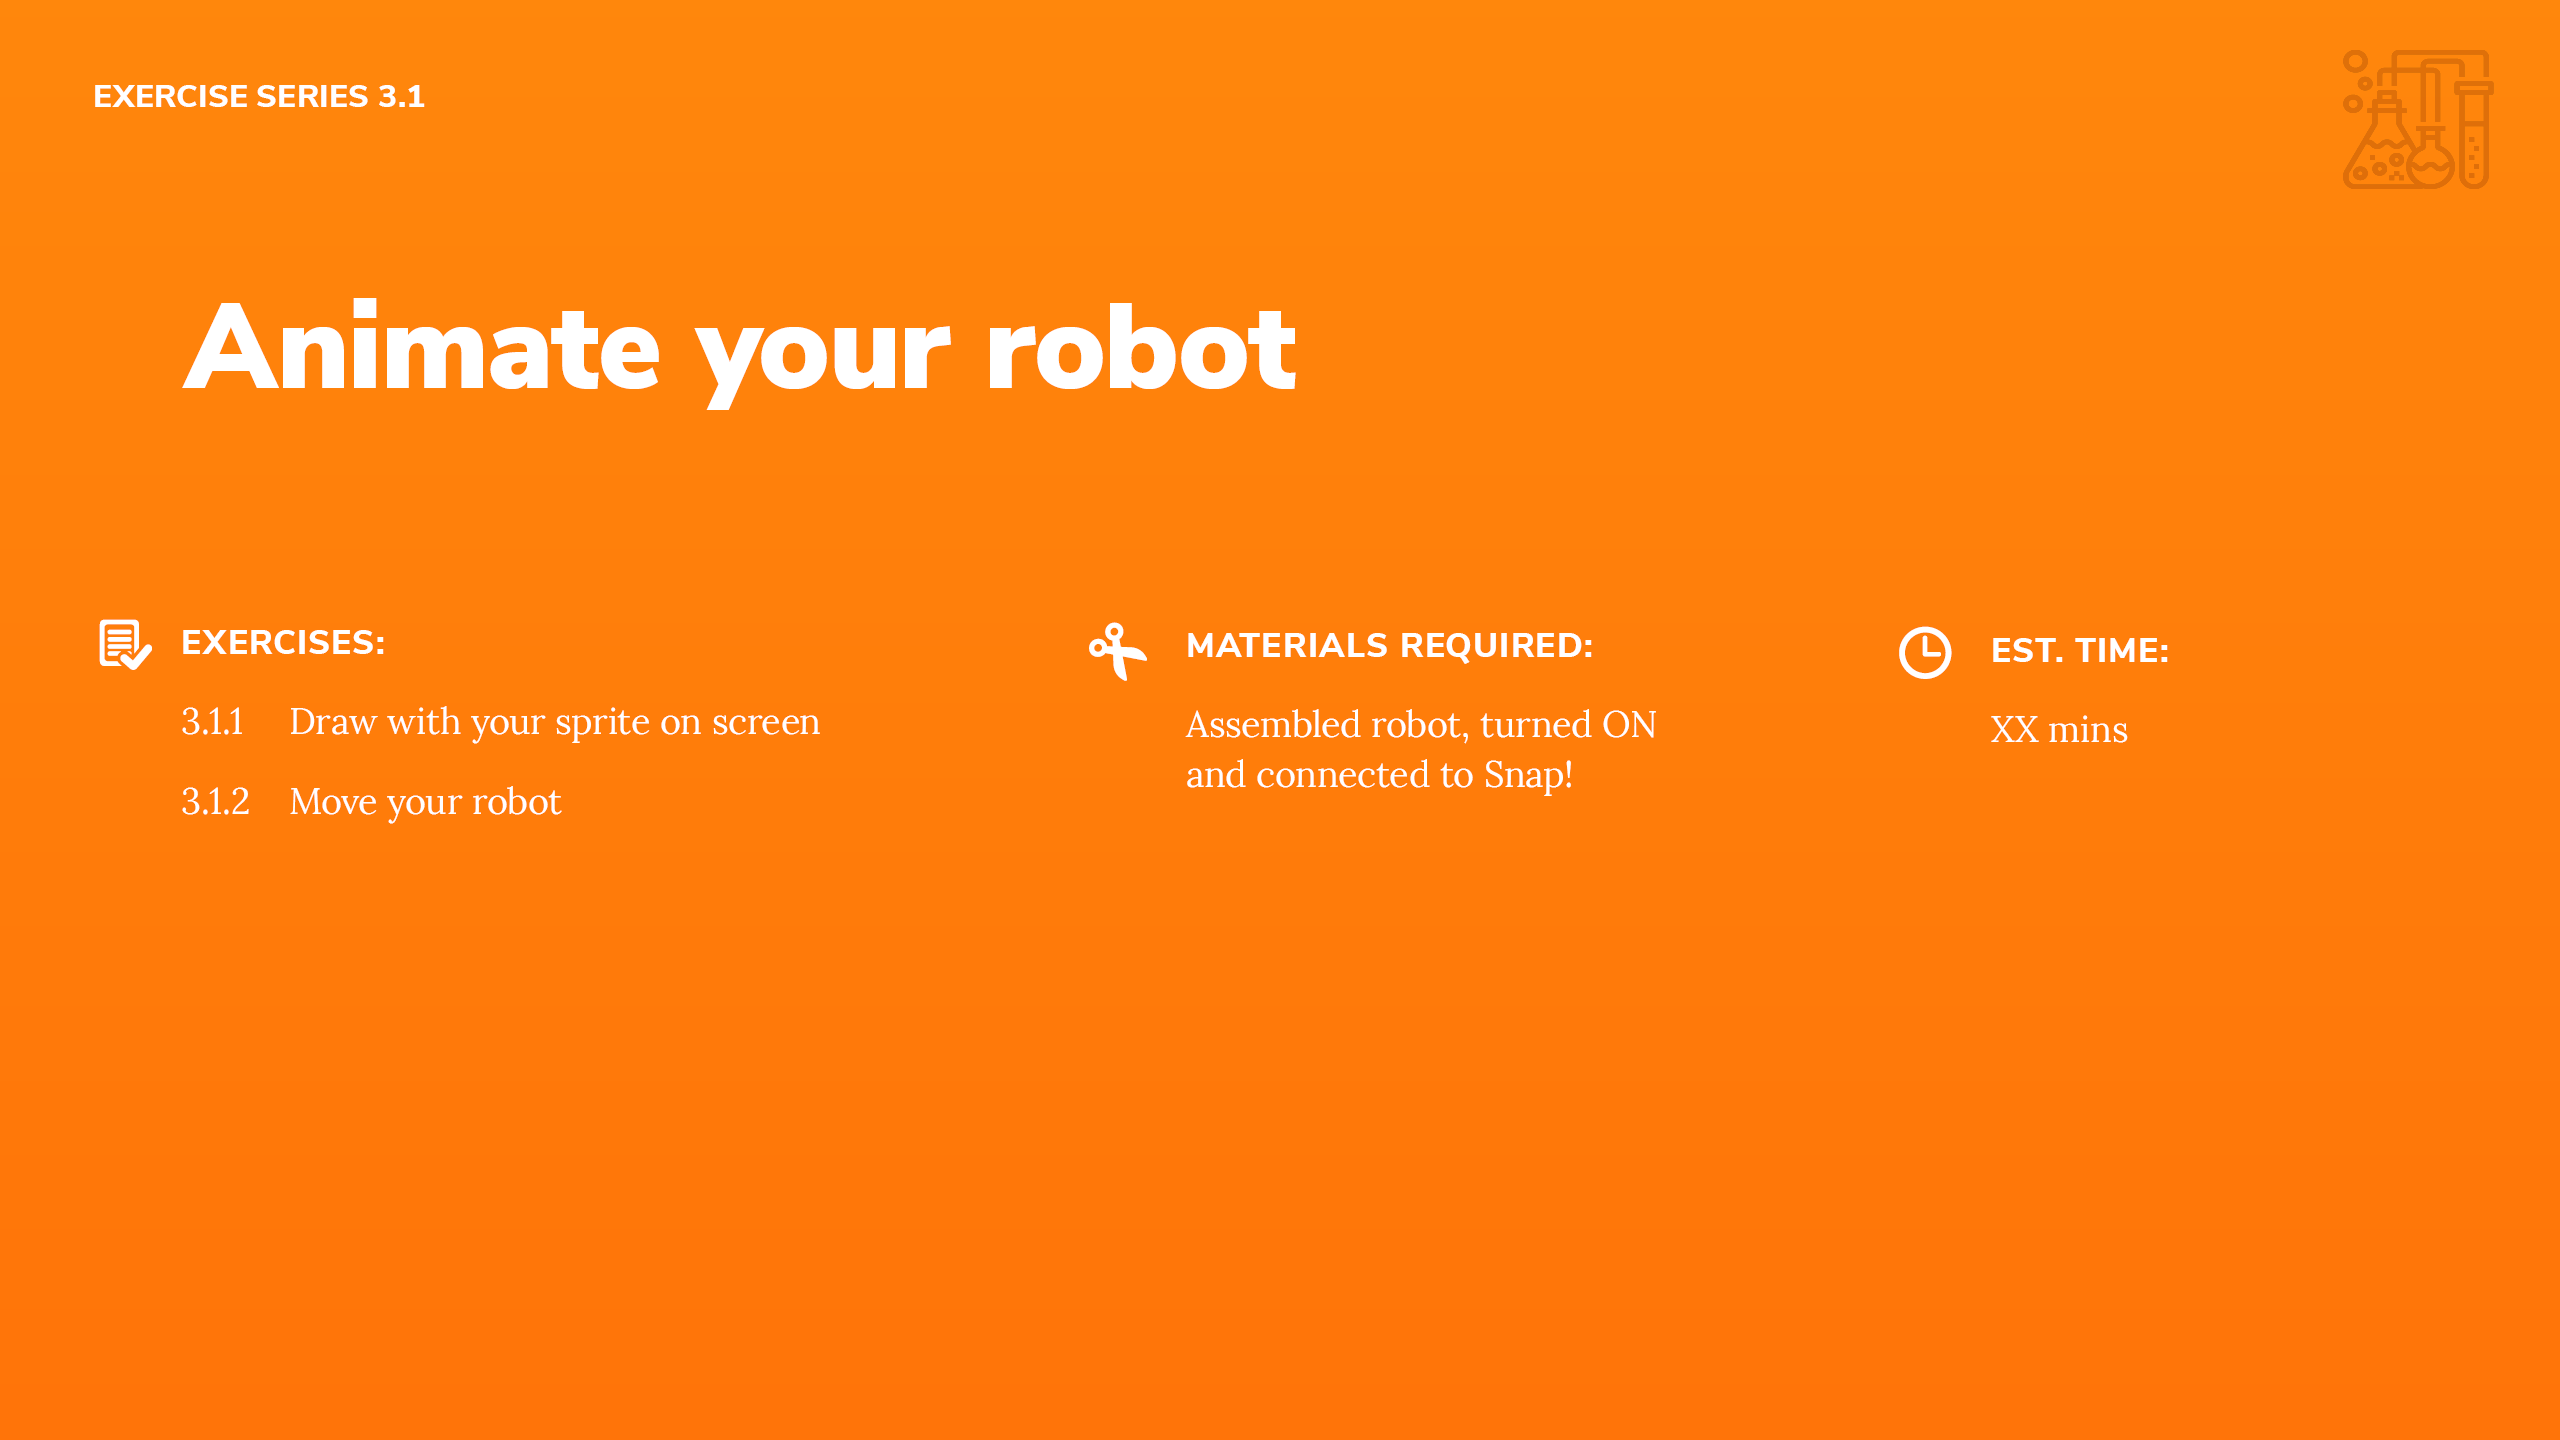 EXERCISE SERIES 3.1
Animate your robot
EXERCISES:
3.1.1 Draw with your sprite on screen
3.1.2 Move your robot
MATERIALS REQUIRED:
Assembled robot, turned ON
and connected to Snap!
EST. TIME:
XX mins